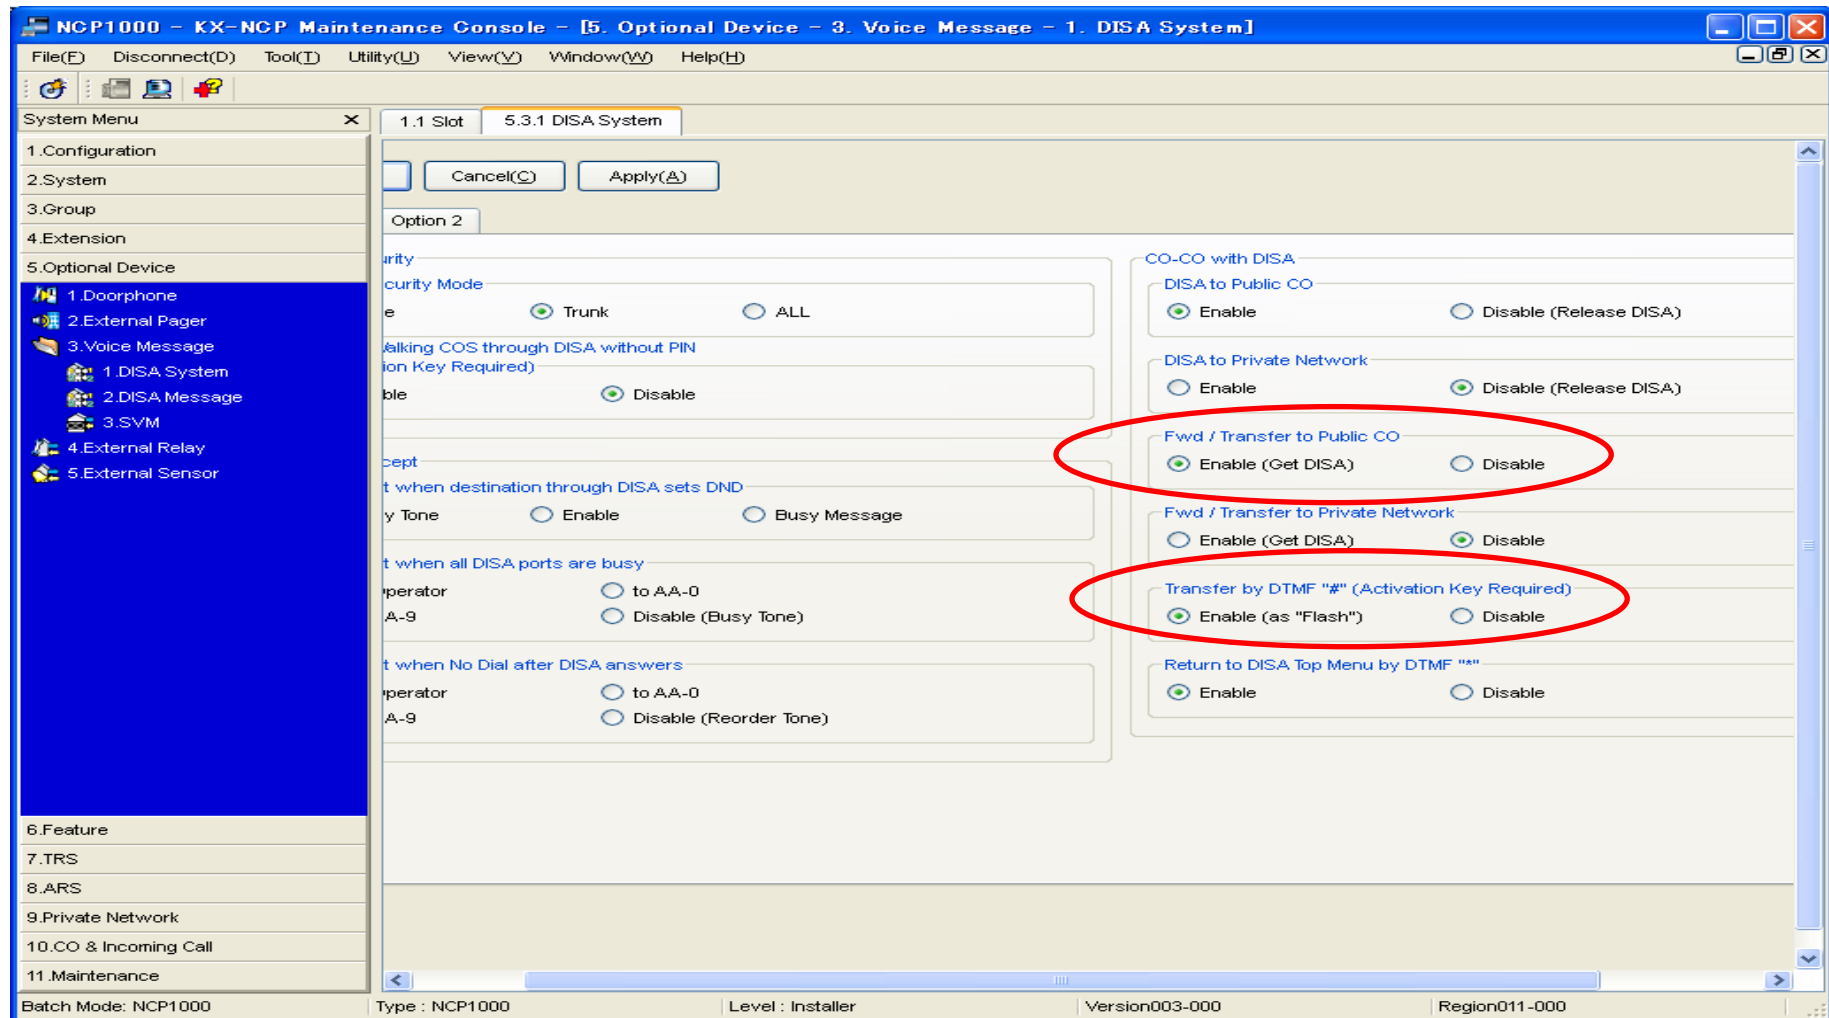 NCP1000 - KX-NCP Maintenance Console - [5. Optional Device - 3. Voice Message - 1. DISA System]
File(F) Disconnect(D) Tool(T) Utility(U) View(V) Window(W) Help(H)
System Menu
1.1 Slot 5.3.1 DISA System
1.Configuration
2.System
3.Group
4.Extension
5.Optional Device
1.Doorphone
2.External Pager
3.Voice Message
1.DISA System
2.DISA Message
3.SVM
4.External Relay
5.External Sensor
6.Feature
7.TRS
8.ARS
9.Private Network
10.CO & Incoming Call
11.Maintenance
Cancel(C) Apply(A)
Option 2
urity
curity Mode
e Trunk ALL
Walking COS through DISA without PIN
ion Key Required)
ble Disable
cept
t when destination through DISA sets DND
y Tone Enable Busy Message
t when all DISA ports are busy
perator to AA-0
A-9 Disable (Busy Tone)
t when No Dial after DISA answers
perator to AA-0
A-9 Disable (Reorder Tone)
CO-CO with DISA
DISA to Public CO
Enable Disable (Release DISA)
DISA to Private Network
Enable Disable (Release DISA)
Fwd / Transfer to Public CO
Enable (Get DISA) Disable
Fwd / Transfer to Private Network
Enable (Get DISA) Disable
Transfer by DTMF "#" (Activation Key Required)
Enable (as "Flash") Disable
Return to DISA Top Menu by DTMF "*"
Enable Disable
Batch Mode: NCP1000 Type : NCP1000 Level : Installer Version003-000 Region011-000